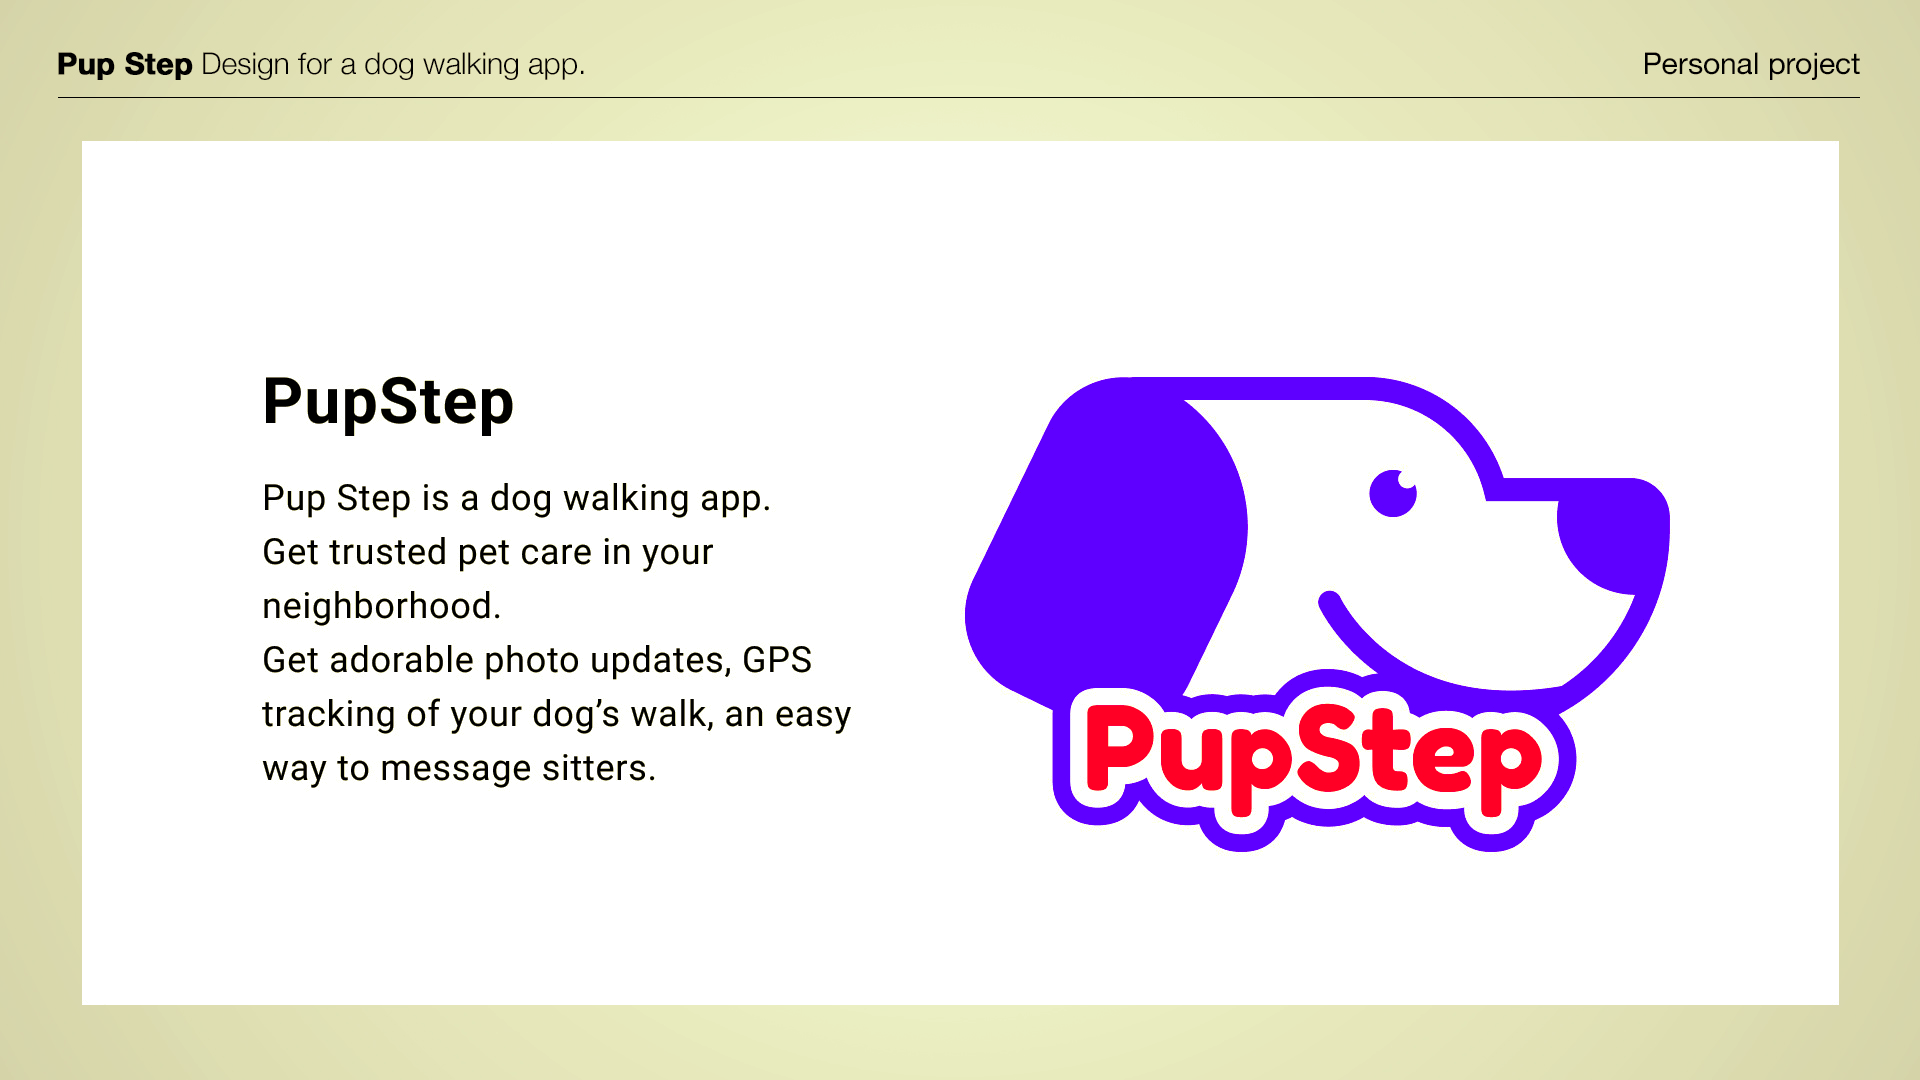 Pup Step Design for a dog walking app.
Personal project
PupStep
Pup Step is a dog walking app.
Get trusted pet care in your
neighborhood.
Get adorable photo updates, GPS
tracking of your dog’s walk, an easy
way to message sitters.
PupStep